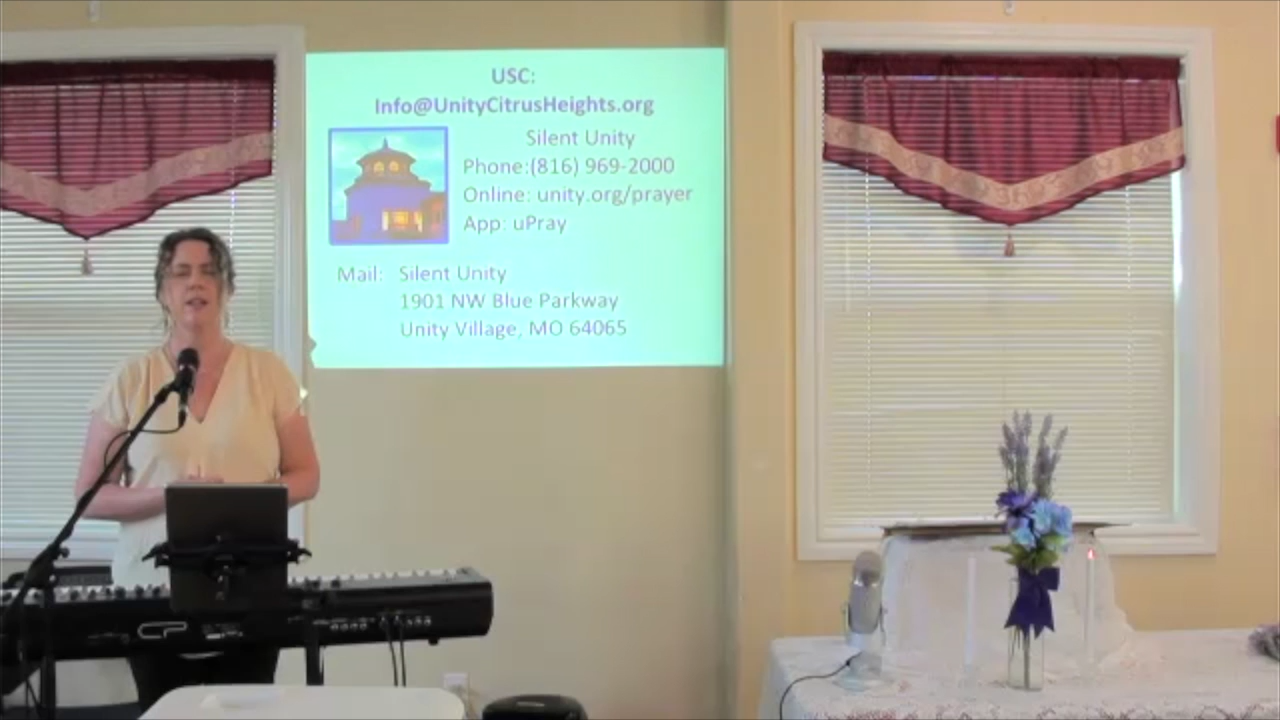 USC:
Info@UnityCitrusHeights.org
Silent Unity
Phone:(816) 969-2000
Online: unity.org/prayer
App: uPray
Mail: Silent Unity
1901 NW Blue Parkway
Unity Village, MO 64065